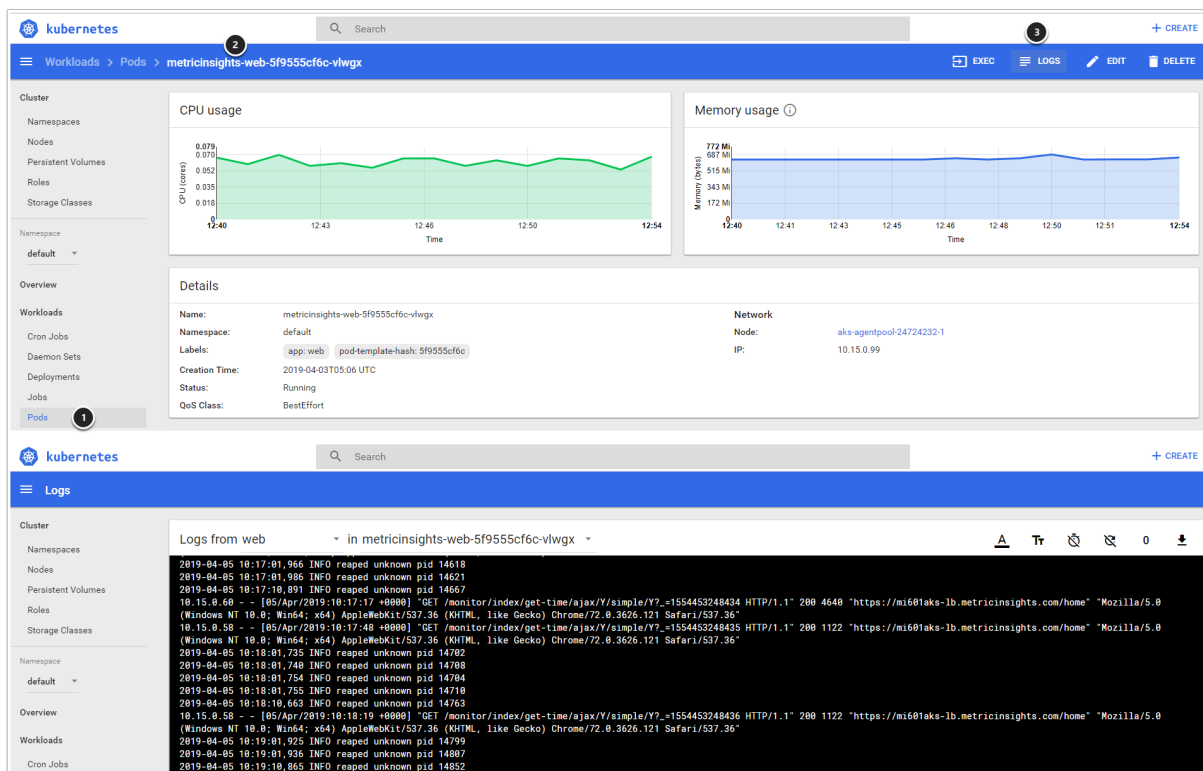 kubernetes
Search
+ CREATE
2
3
Workloads > Pods > metricinsights-web-5f9555cf6c-vlwgx
EXEC
LOGS
EDIT
DELETE
Cluster
Namespaces
Nodes
Persistent Volumes
Roles
Storage Classes
Namespace
default
Overview
Workloads
Cron Jobs
Daemon Sets
Deployments
Jobs
Pods
1
CPU usage
CPU (cores)
0.079
0.070
0.052
0.035
0.018
0
12:40 12:43 12:46 12:50 12:54
Time
Memory usage
Memory (bytes)
772 Mi
687 Mi
515 Mi
343 Mi
172 Mi
0
12:40 12:41 12:43 12:45 12:46 12:48 12:50 12:51 12:54
Time
Details
Name: metricinsights-web-5f9555cf6c-vlwgx
Namespace: default
Labels: app: web pod-template-hash: 5f9555cf6c
Creation Time: 2019-04-03T05:06 UTC
Status: Running
QoS Class: BestEffort
Network
Node: aks-agentpool-24724232-1
IP: 10.15.0.99
kubernetes
Search
+ CREATE
Logs
Cluster
Namespaces
Nodes
Persistent Volumes
Roles
Storage Classes
Namespace
default
Overview
Workloads
Cron Jobs
Logs from web in metricinsights-web-5f9555cf6c-vlwgx
A
TT
0
2019-04-05 10:17:01,966 INFO reaped unknown pid 14618
2019-04-05 10:17:01,986 INFO reaped unknown pid 14621
2019-04-05 10:17:10,891 INFO reaped unknown pid 14667
10.15.0.60 - - [05/Apr/2019:10:17:17 +0000] "GET /monitor/index/get-time/ajax/Y/simple/Y?_=1554453248434 HTTP/1.1" 200 4640 "https://mi601aks-lb.metricinsights.com/home" "Mozilla/5.0
(Windows NT 10.0; Win64; x64) AppleWebKit/537.36 (KHTML, like Gecko) Chrome/72.0.3626.121 Safari/537.36"
10.15.0.58 - - [05/Apr/2019:10:17:48 +0000] "GET /monitor/index/get-time/ajax/Y/simple/Y?_=1554453248435 HTTP/1.1" 200 1122 "https://mi601aks-lb.metricinsights.com/home" "Mozilla/5.0
(Windows NT 10.0; Win64; x64) AppleWebKit/537.36 (KHTML, like Gecko) Chrome/72.0.3626.121 Safari/537.36"
2019-04-05 10:18:01,735 INFO reaped unknown pid 14702
2019-04-05 10:18:01,740 INFO reaped unknown pid 14708
2019-04-05 10:18:01,754 INFO reaped unknown pid 14704
2019-04-05 10:18:01,755 INFO reaped unknown pid 14710
2019-04-05 10:18:10,663 INFO reaped unknown pid 14763
10.15.0.58 - - [05/Apr/2019:10:18:19 +0000] "GET /monitor/index/get-time/ajax/Y/simple/Y?_=1554453248436 HTTP/1.1" 200 1122 "https://mi601aks-lb.metricinsights.com/home" "Mozilla/5.0
(Windows NT 10.0; Win64; x64) AppleWebKit/537.36 (KHTML, like Gecko) Chrome/72.0.3626.121 Safari/537.36"
2019-04-05 10:19:01,925 INFO reaped unknown pid 14799
2019-04-05 10:19:01,936 INFO reaped unknown pid 14807
2019-04-05 10:19:10,865 INFO reaped unknown pid 14852